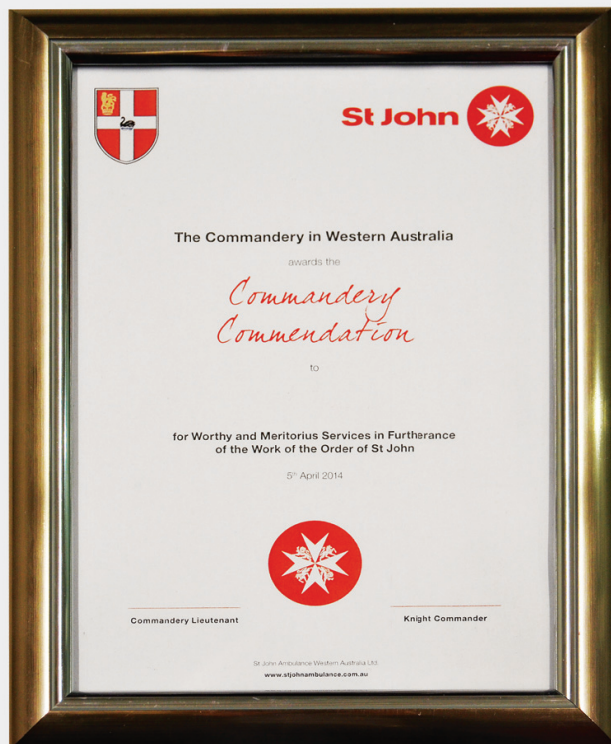 St John
The Commandery in Western Australia
awards the
Commandery
Commendation
to
for Worthy and Meritorius Services in Furtherance
of the Work of the Order of St John
5th April 2014
Commandery Lieutenant
Knight Commander
St John Ambulance Western Australia Ltd
www.stjohnambulance.com.au